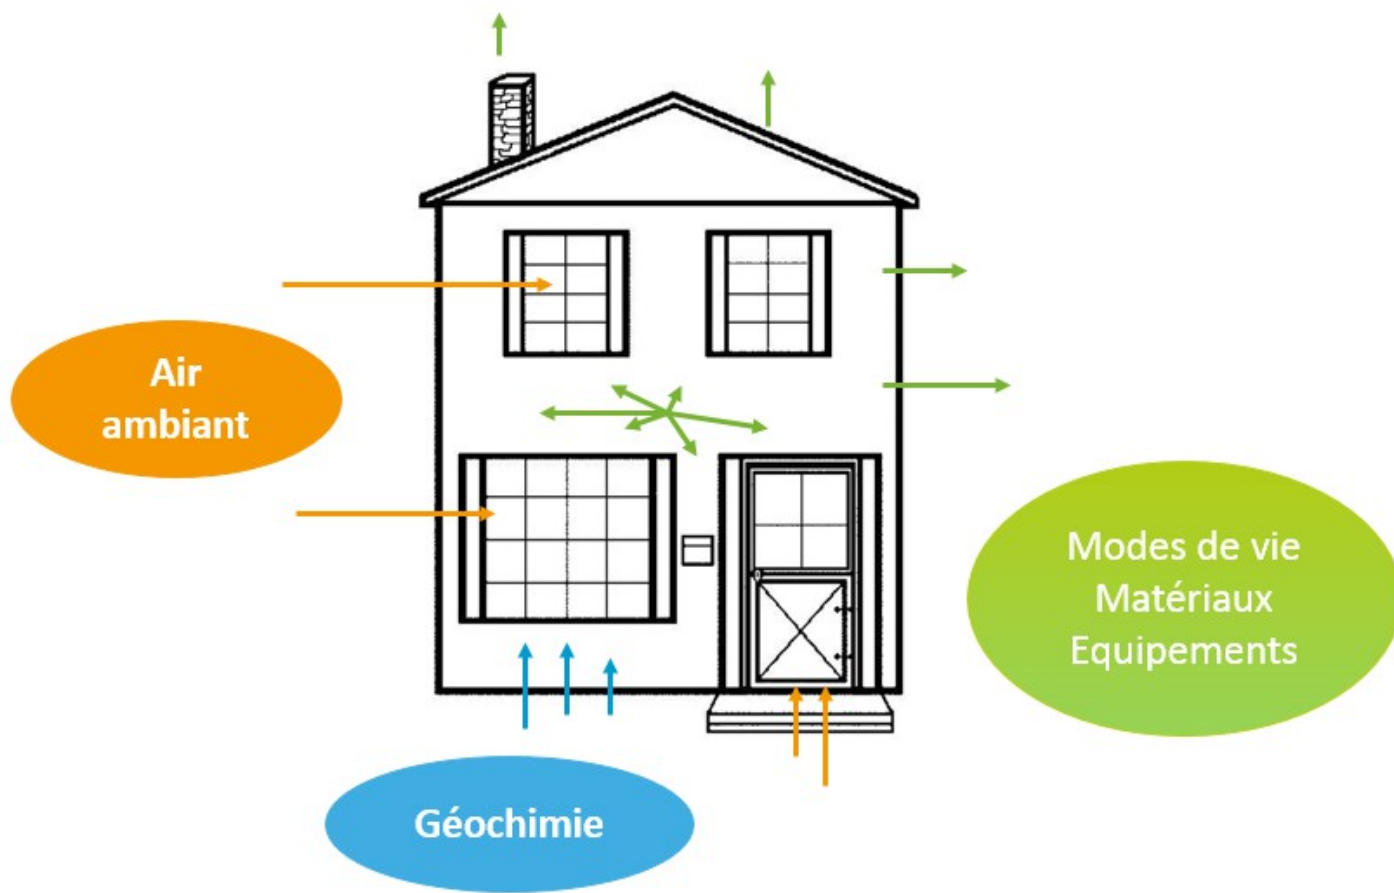 Air
ambiant
Modes de vie
Matériaux
Equipements
Géochimie